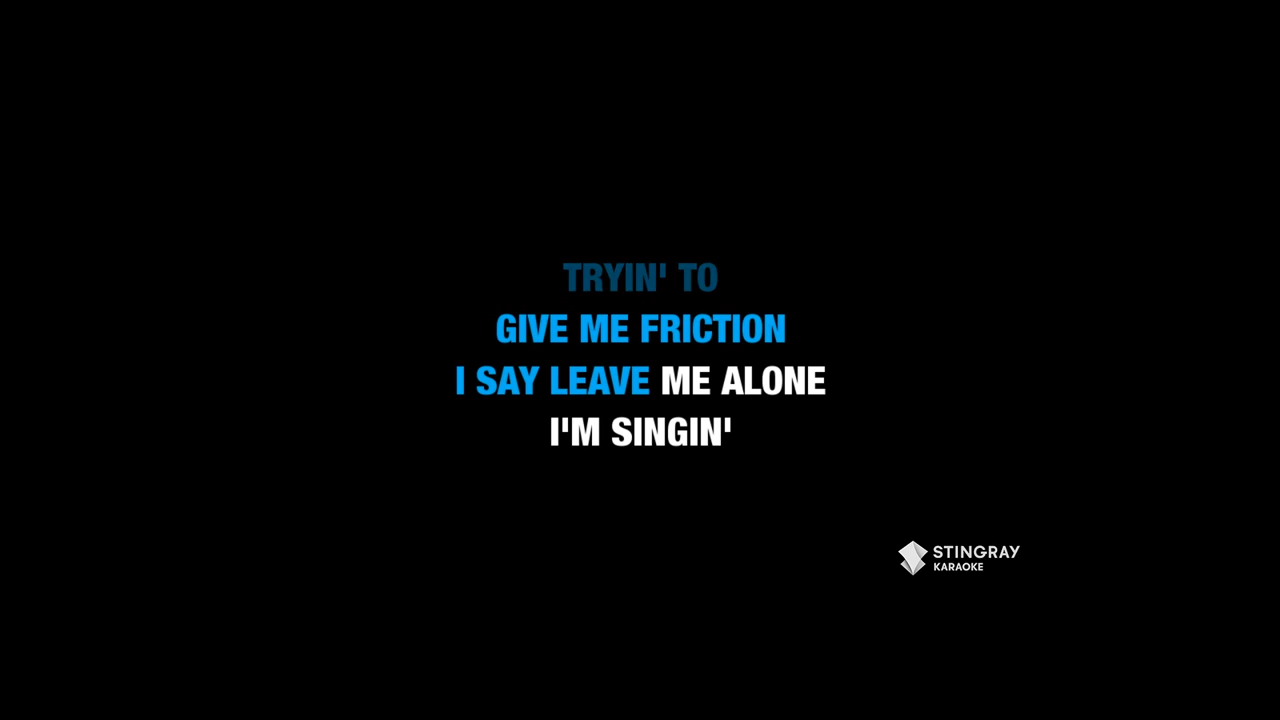 TRYIN' TO
GIVE ME FRICTION
I SAY LEAVE ME ALONE
I'M SINGIN'
STINGRAY
KARAOKE